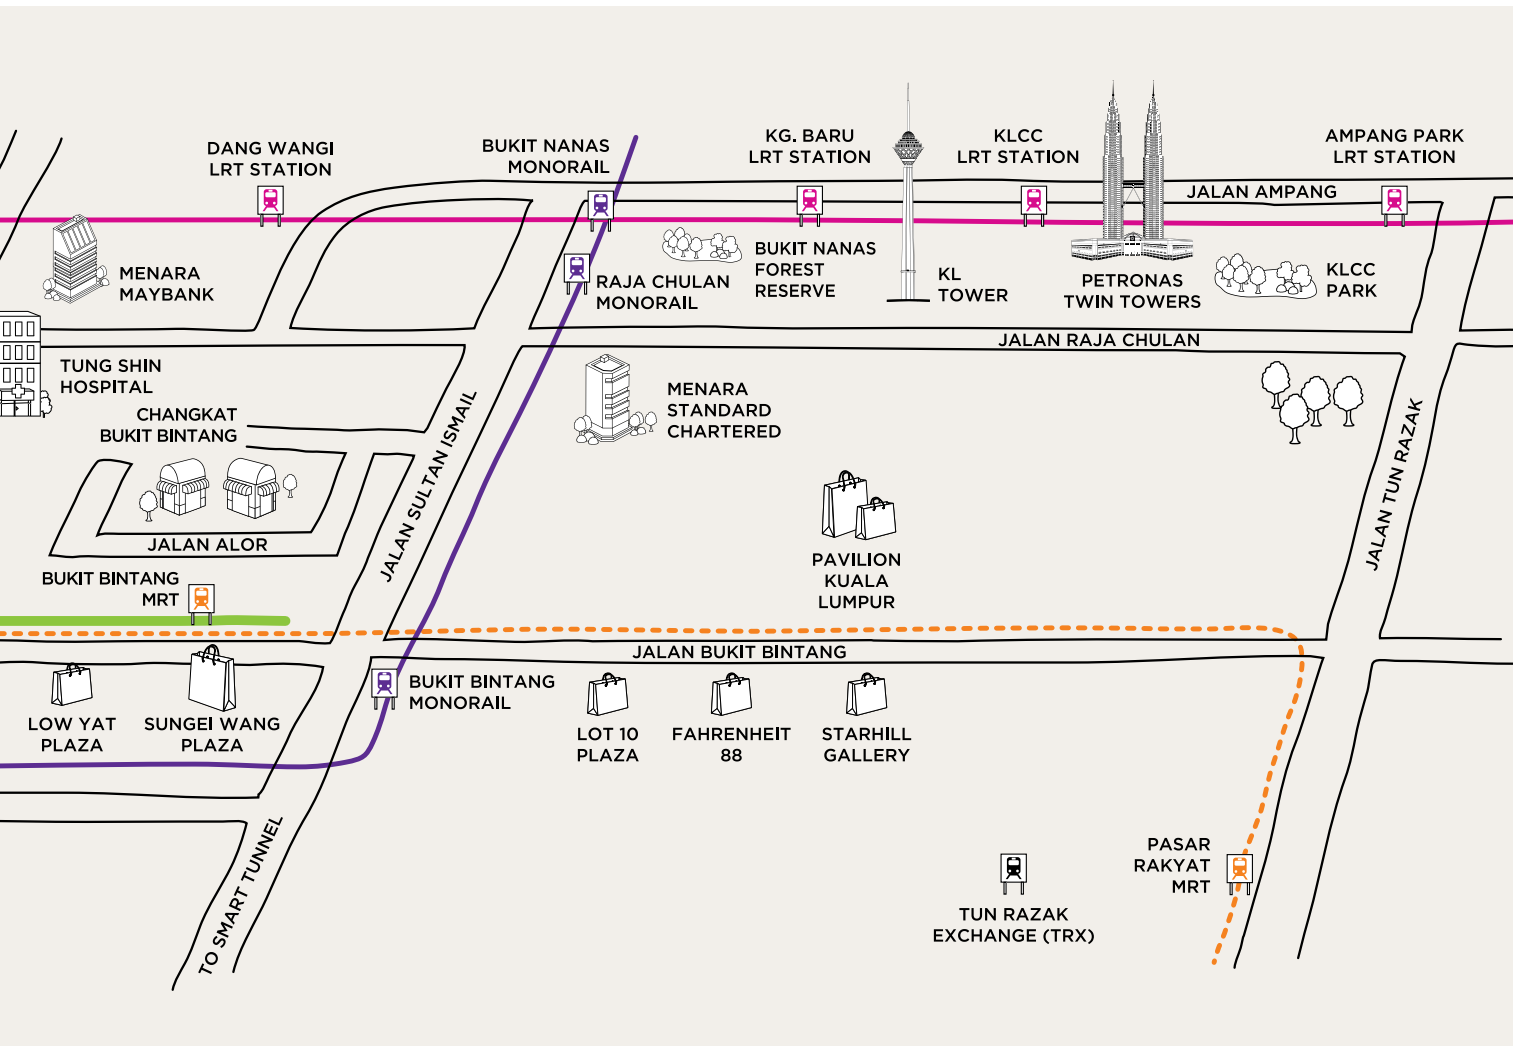 DANG WANGI
LRT STATION
BUKIT NANAS
MONORAIL
KG. BARU
LRT STATION
KLCC
LRT STATION
AMPANG PARK
LRT STATION
JALAN AMPANG
MENARA
MAYBANK
RAJA CHULAN
MONORAIL
BUKIT NANAS
FOREST
RESERVE
KL
TOWER
PETRONAS
TWIN TOWERS
KLCC
PARK
JALAN RAJA CHULAN
TUNG SHIN
HOSPITAL
CHANGKAT
BUKIT BINTANG
JALAN SULTAN ISMAIL
MENARA
STANDARD
CHARTERED
JALAN TUN RAZAK
JALAN ALOR
BUKIT BINTANG
MRT
PAVILION
KUALA
LUMPUR
JALAN BUKIT BINTANG
LOW YAT
PLAZA
SUNGEI WANG
PLAZA
BUKIT BINTANG
MONORAIL
LOT 10
PLAZA
FAHRENHEIT
88
STARHILL
GALLERY
TO SMART TUNNEL
TUN RAZAK
EXCHANGE (TRX)
PASAR
RAKYAT
MRT